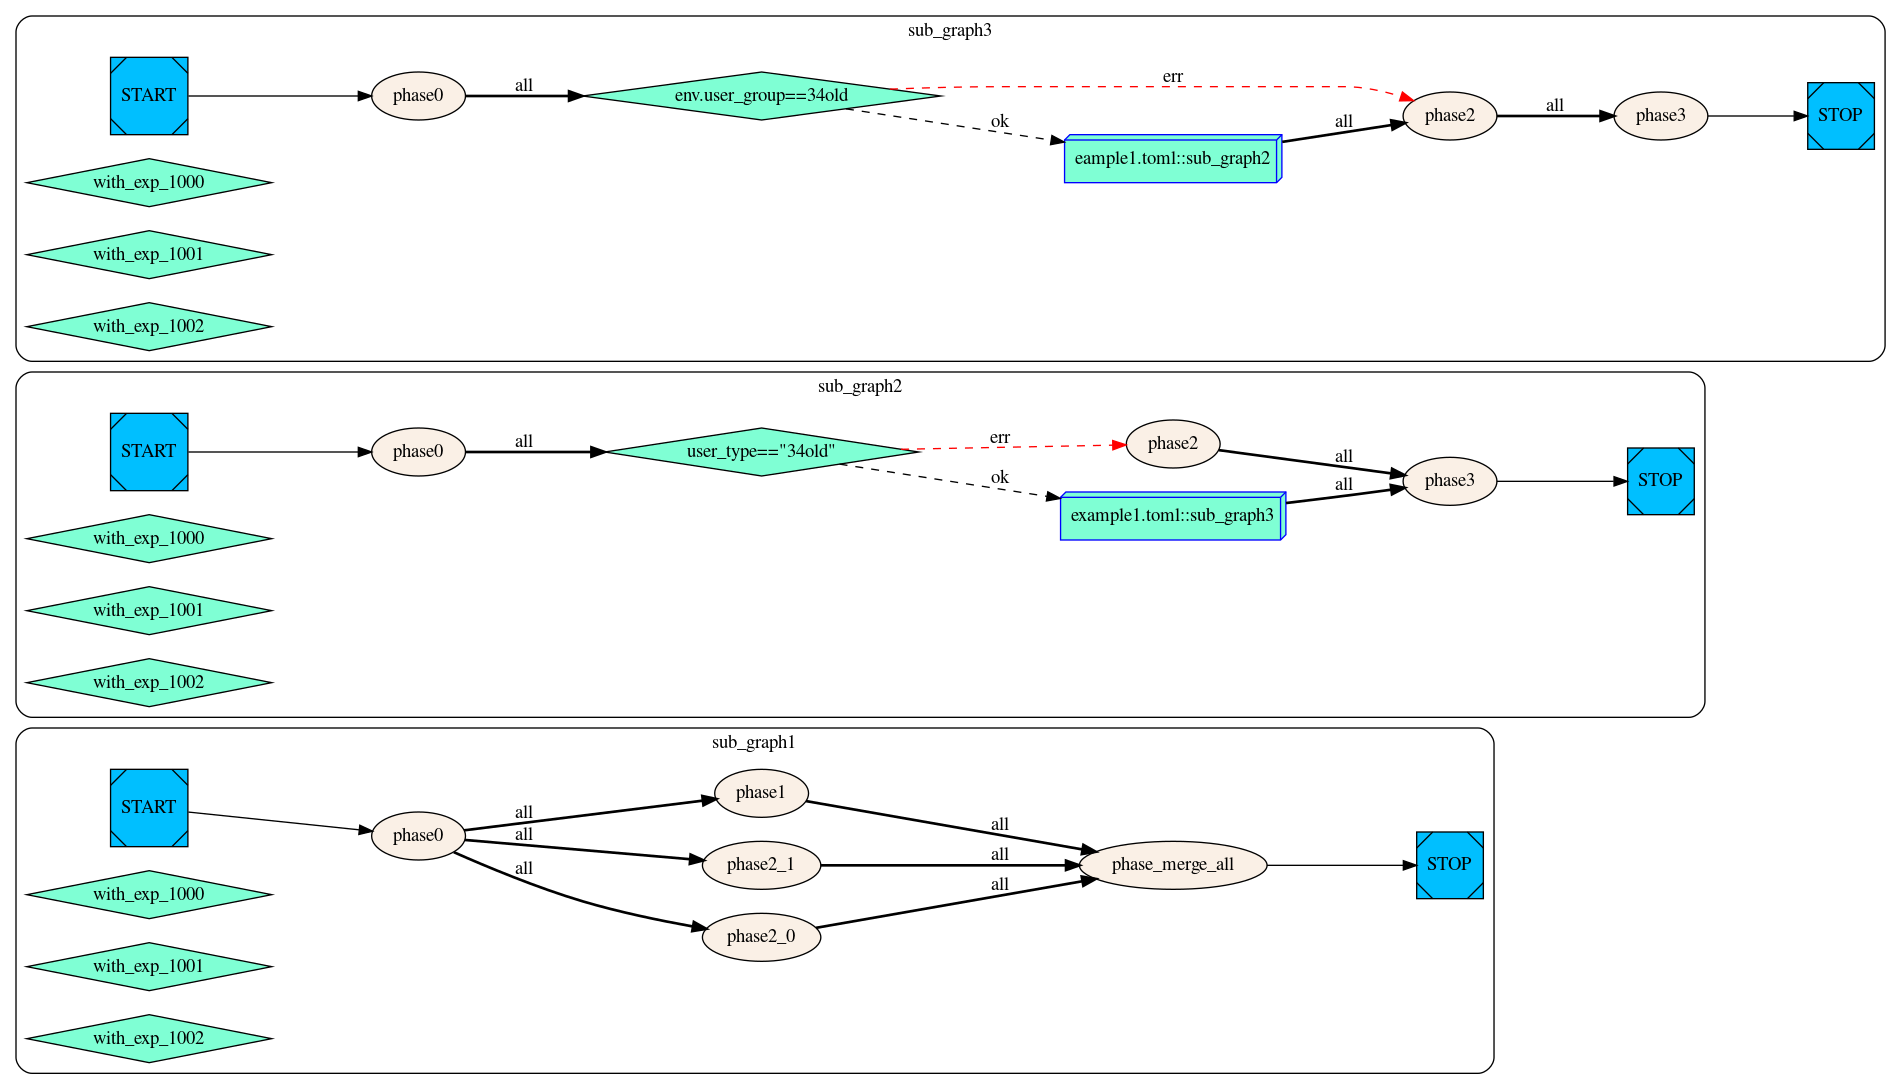 sub_graph3
START
phase0
all
env.user_group==34old
err
ok
eample1.toml::sub_graph2
all
phase2
all
phase3
STOP
with_exp_1000
with_exp_1001
with_exp_1002
sub_graph2
START
phase0
all
user_type=="34old"
err
ok
phase2
example1.toml::sub_graph3
all
all
phase3
STOP
with_exp_1000
with_exp_1001
with_exp_1002
sub_graph1
START
phase0
all
all
all
phase1
phase2_1
phase2_0
all
all
all
phase_merge_all
STOP
with_exp_1000
with_exp_1001
with_exp_1002